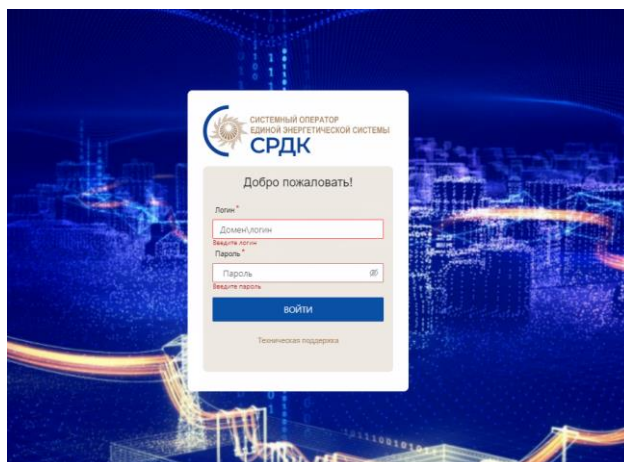 СИСТЕМНЫЙ ОПЕРАТОР
ЕДИНОЙ ЭНЕРГЕТИЧЕСКОЙ СИСТЕМЫ
СРДК
Добро пожаловать!
Логин *
Домен\логин
Введите логин
Пароль *
Пароль
Введите пароль
ВОЙТИ
Техническая поддержка